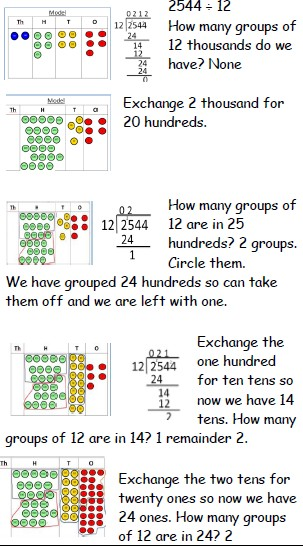 2544 ÷ 12
Model
Th H T O
0 2 1 2
12 2544
24
14
12
24
24
0
How many groups of
12 thousands do we
have? None
Model
Th H T O
Exchange 2 thousand for
20 hundreds.
Th H T O
0 2
12 2544
24
1
How many groups of
12 are in 25
hundreds? 2 groups.
Circle them.
We have grouped 24 hundreds so can take
them off and we are left with one.
Th H T O
0 2 1
12 2544
24
14
12
2
Exchange the
one hundred
for ten tens so
now we have 14
tens. How many
groups of 12 are in 14? 1 remainder 2.
Th H T O
Exchange the two tens for
twenty ones so now we have
24 ones. How many groups
of 12 are in 24? 2